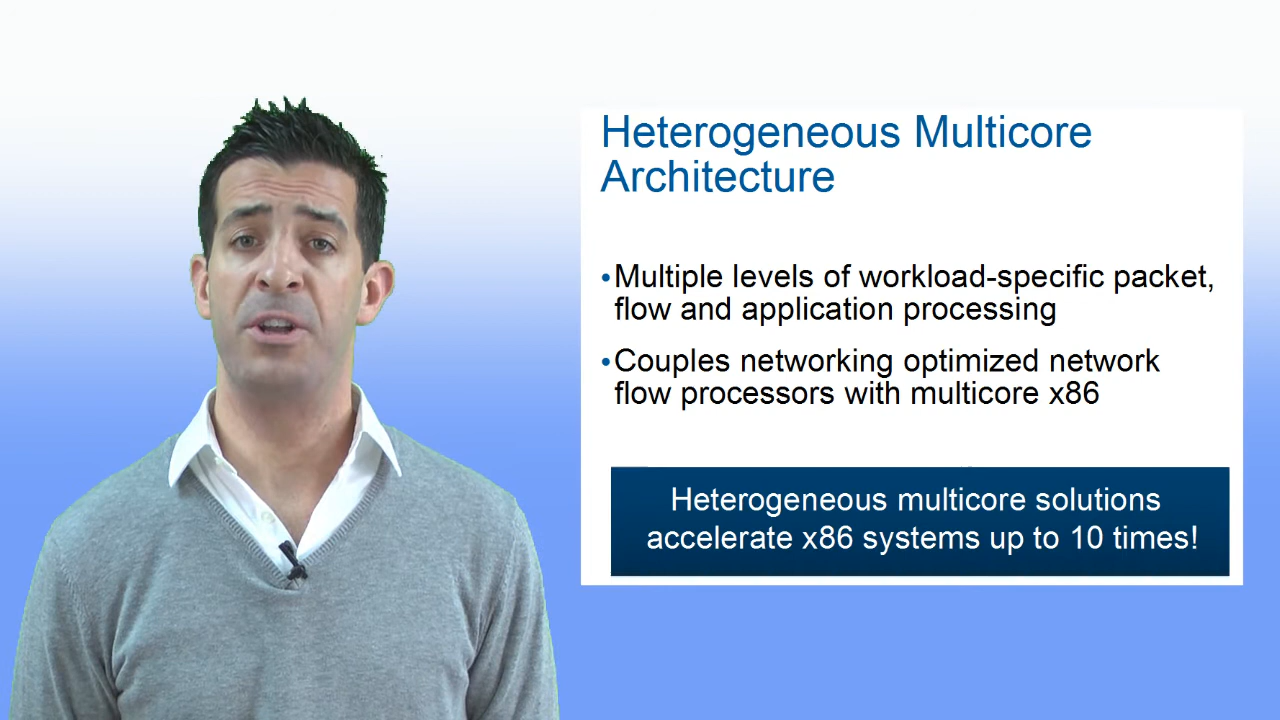 Heterogeneous Multicore
Architecture
•Multiple levels of workload-specific packet,
flow and application processing
•Couples networking optimized network
flow processors with multicore x86
Heterogeneous multicore solutions
accelerate x86 systems up to 10 times!